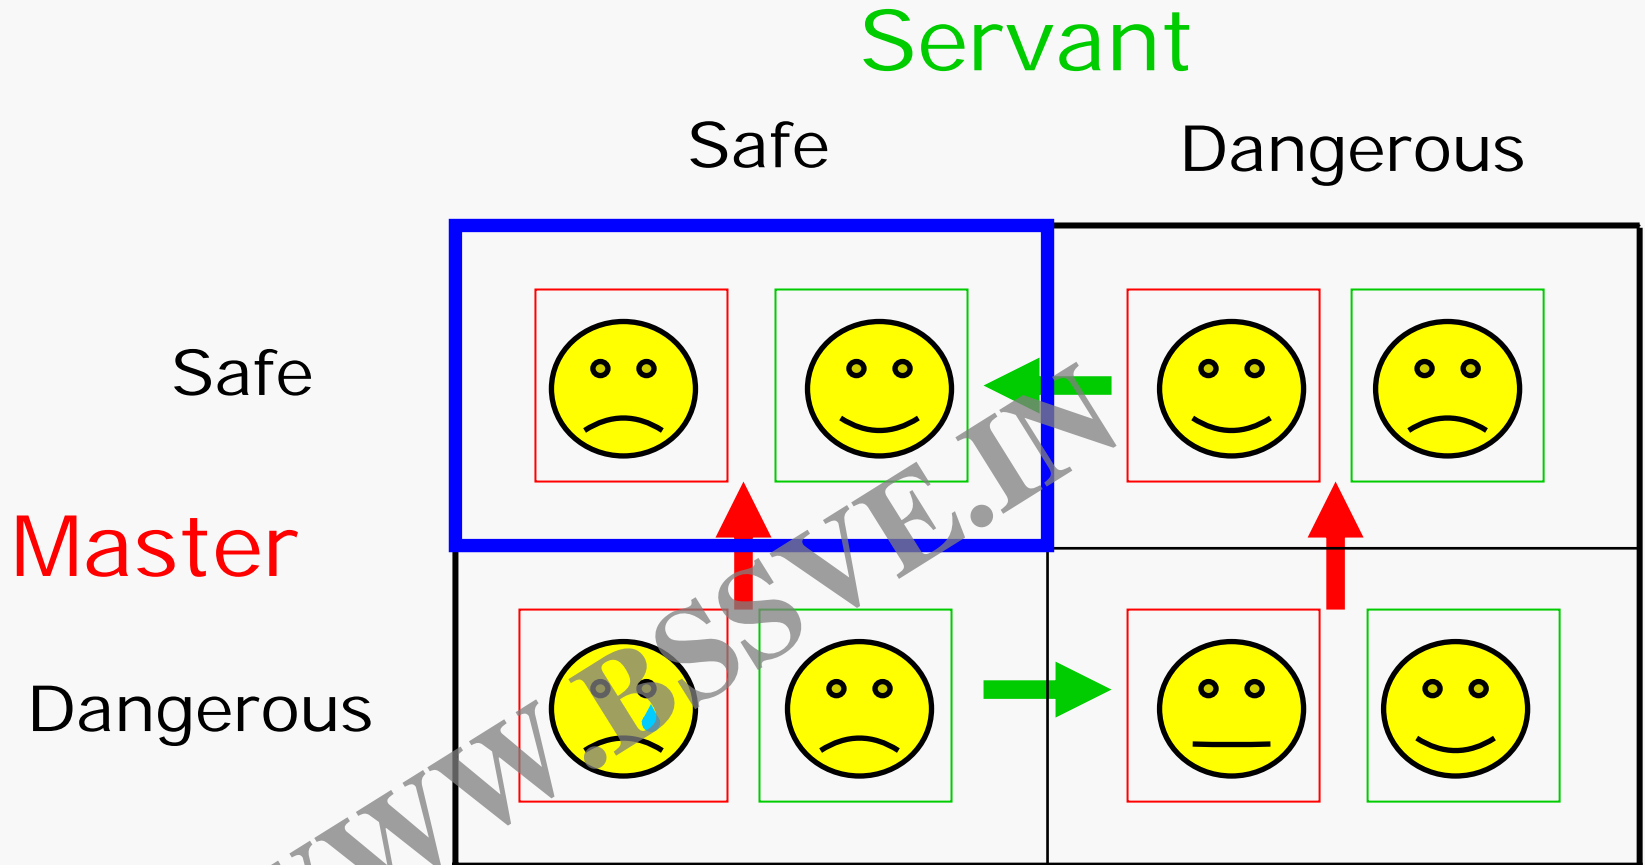 Servant
Safe Dangerous
Safe
Master
Dangerous
WWW.BSSVE.IN